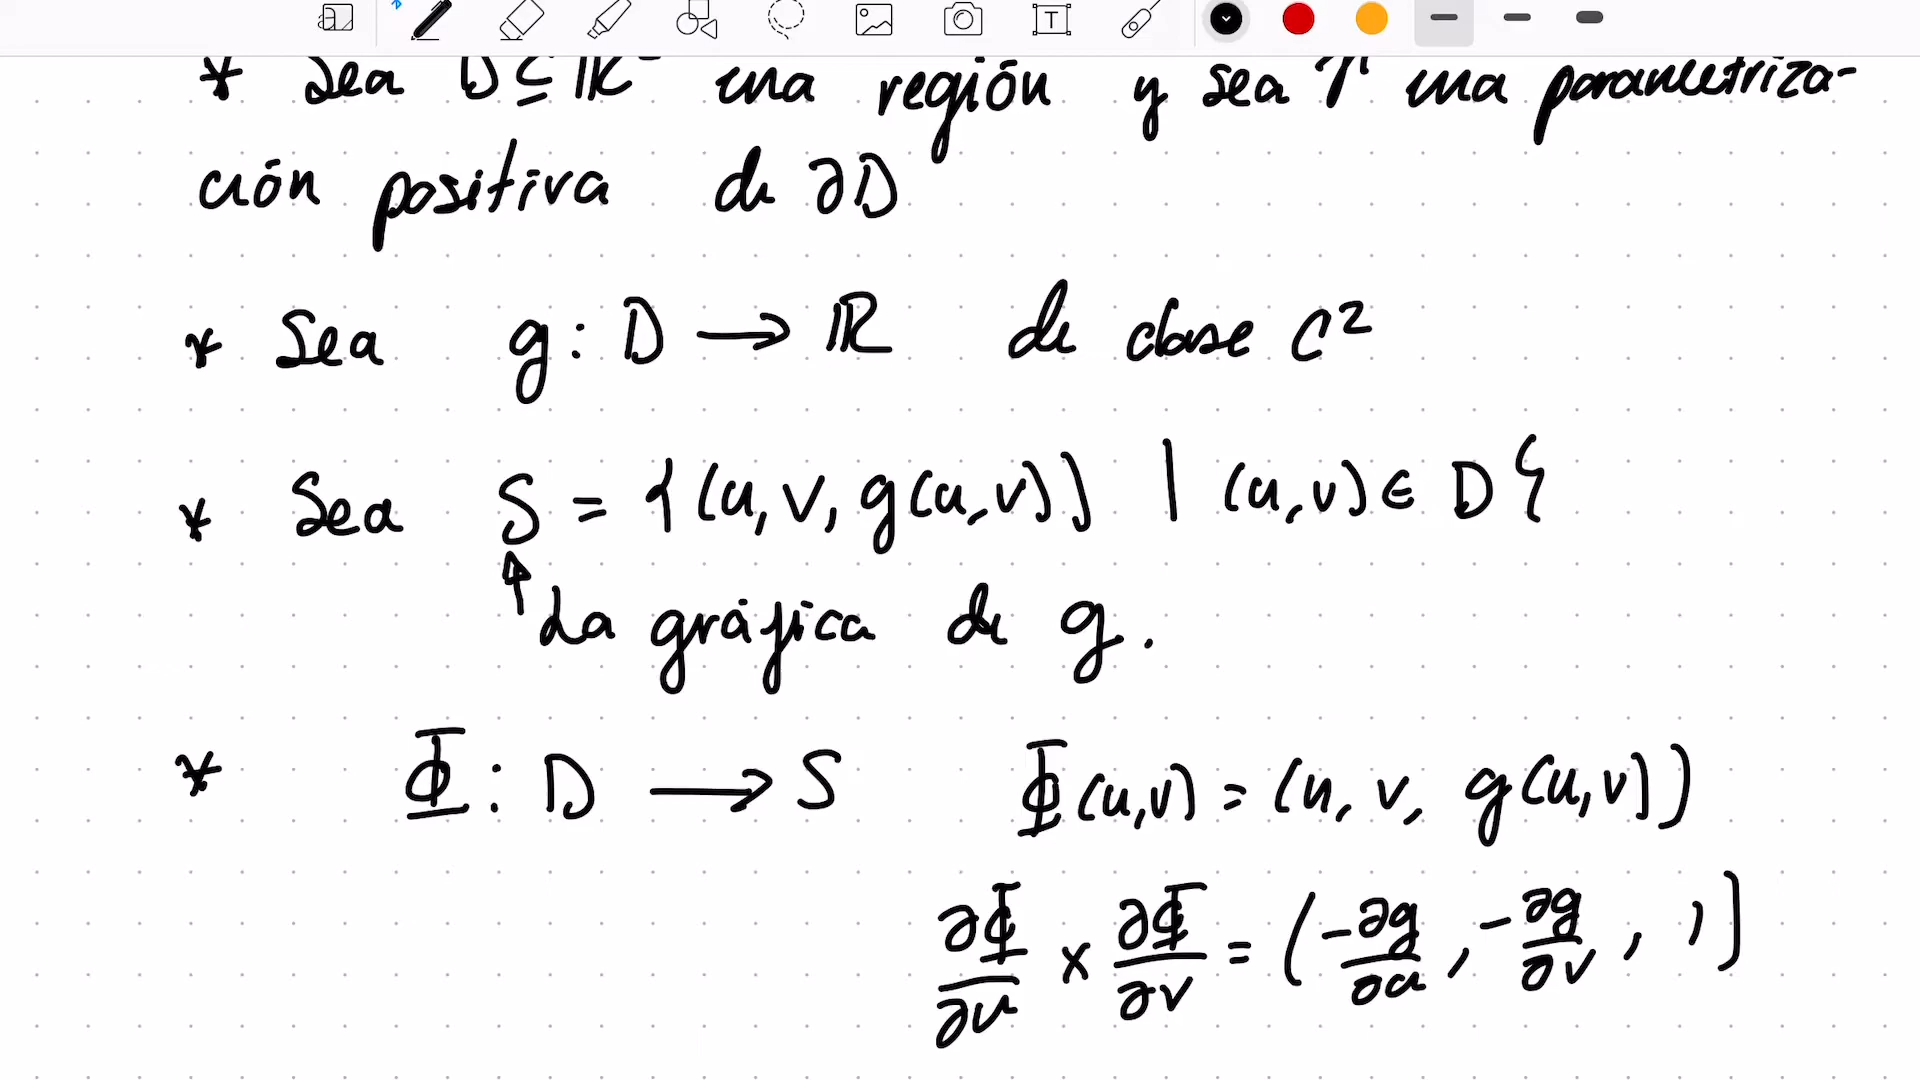 * Sea D ⊆ ℝ² una región y sea γ una parametriza-
ción positiva de ∂D
* Sea g: D → ℝ de clase C²
* Sea S = {(u, v, g(u,v)) | (u,v) ∈ D}
↑ La gráfica de g.
* Φ: D → S Φ(u,v) = (u, v, g(u,v))
∂Φ/∂u × ∂Φ/∂v = (-∂g/∂u, -∂g/∂v, 1)